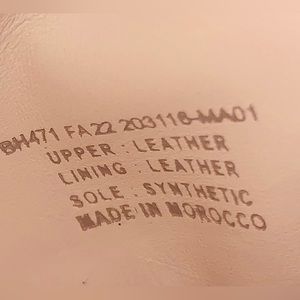 BH471 FA22 203116-MA01
UPPER : LEATHER
LINING : LEATHER
SOLE : SYNTHETIC
MADE IN MOROCCO